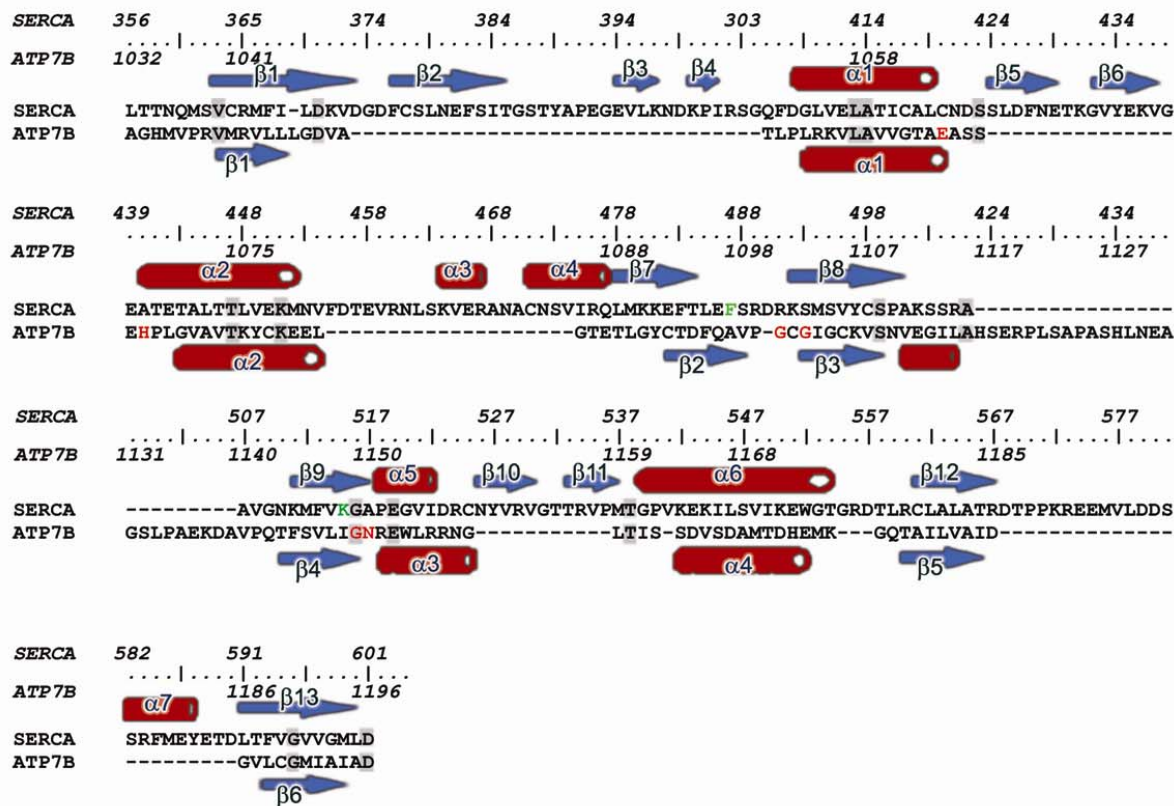 SERCA 356 365 374 384 394 303 414 424 434
ATP7B 1032 1041 1058
β1 β2 β3 β4 α1 β5 β6
SERCA LTTNQMSVCRMFI-LDKVDGDFCSLNEFSITGSTYAPEGEVLKNDKPIRSGQFDGLVELATICALCNDSSLDFNETKGVYEKVG
ATP7B AGHMVPRVMRVLLLGDVA---------------------------------TLPLRKVLAVVGTAEASS---------------
β1 α1
SERCA 439 448 458 468 478 488 498 424 434
ATP7B 1075 1088 1098 1107 1117 1127
α2 α3 α4 β7 β8
SERCA EATETALTTLVEKMNVFDTEVRNLSKVERANACNSVIRQLMKKEFTLEFSRDRKSMSVYCSPAKSSRA----------------
ATP7B EHPLGVAVTKYCKEEL--------------------GTETLGYCTDFQAVP-GCGIGCKVSNVEGILAHSERPLSAPASHLNEA
α2 β2 β3
SERCA 507 517 527 537 547 557 567 577
ATP7B 1131 1140 1150 1159 1168 1185
β9 α5 β10 β11 α6 β12
SERCA AVGNKMFVKGAPEGVIDRCNYVRVGTTRVPMTGPVKEKILSVIKEWGTGRDTLRCLALATRDTPPKREEMVLDDS
ATP7B GSLPAEKDAVPQTFSVLIGNREWLRRNG-----------LTIS-SDVSDAMTDHEMK---GQTAILVAID--------------
β4 α3 α4 β5
SERCA 582 591 601
ATP7B 1186 1196
α7 β13
SERCA SRFMEYETDLTFVGVVGMLD
ATP7B ---------GVLCGMIAIAD
β6